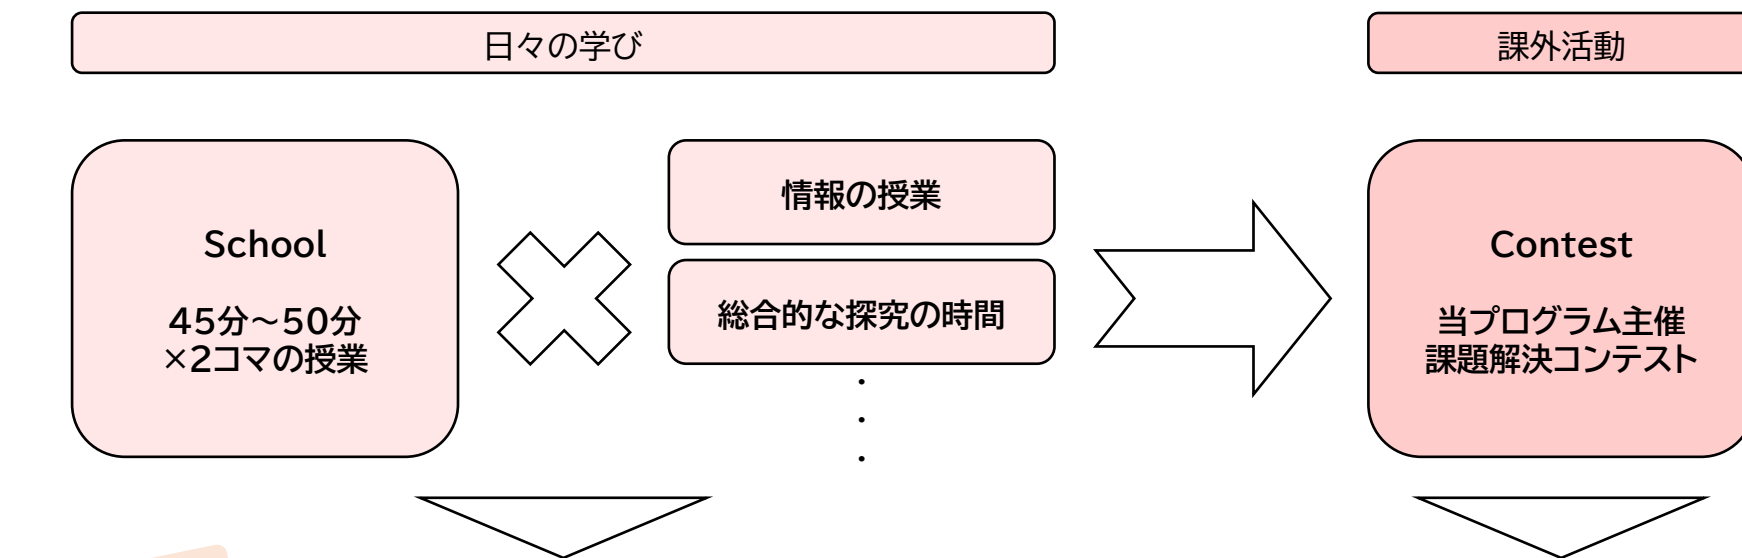 日々の学び
課外活動
School
45分~50分
×2コマの授業
情報の授業
総合的な探究の時間
・
・
・
Contest
当プログラム主催
課題解決コンテスト